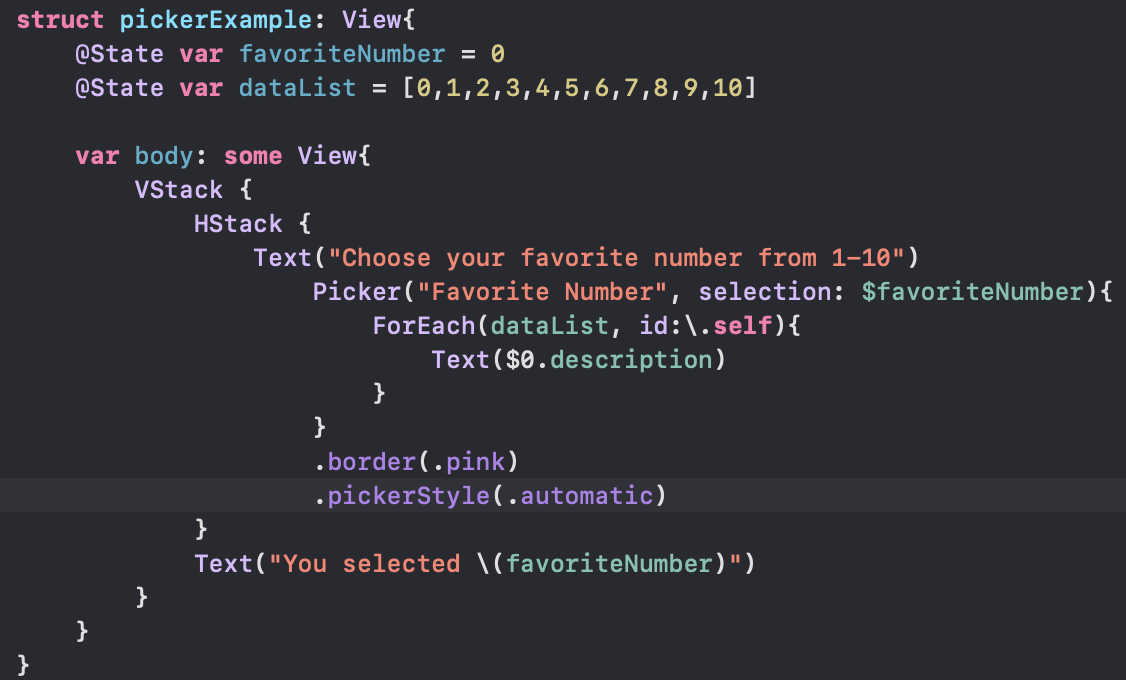 struct pickerExample: View{
    @State var favoriteNumber = 0
    @State var dataList = [0,1,2,3,4,5,6,7,8,9,10]

    var body: some View{
        VStack {
            HStack {
                Text("Choose your favorite number from 1-10")
                    Picker("Favorite Number", selection: $favoriteNumber){
                        ForEach(dataList, id:\.self){
                            Text($0.description)
                        }
                    }
                    .border(.pink)
                    .pickerStyle(.automatic)
            }
            Text("You selected \(favoriteNumber)")
        }
    }
}